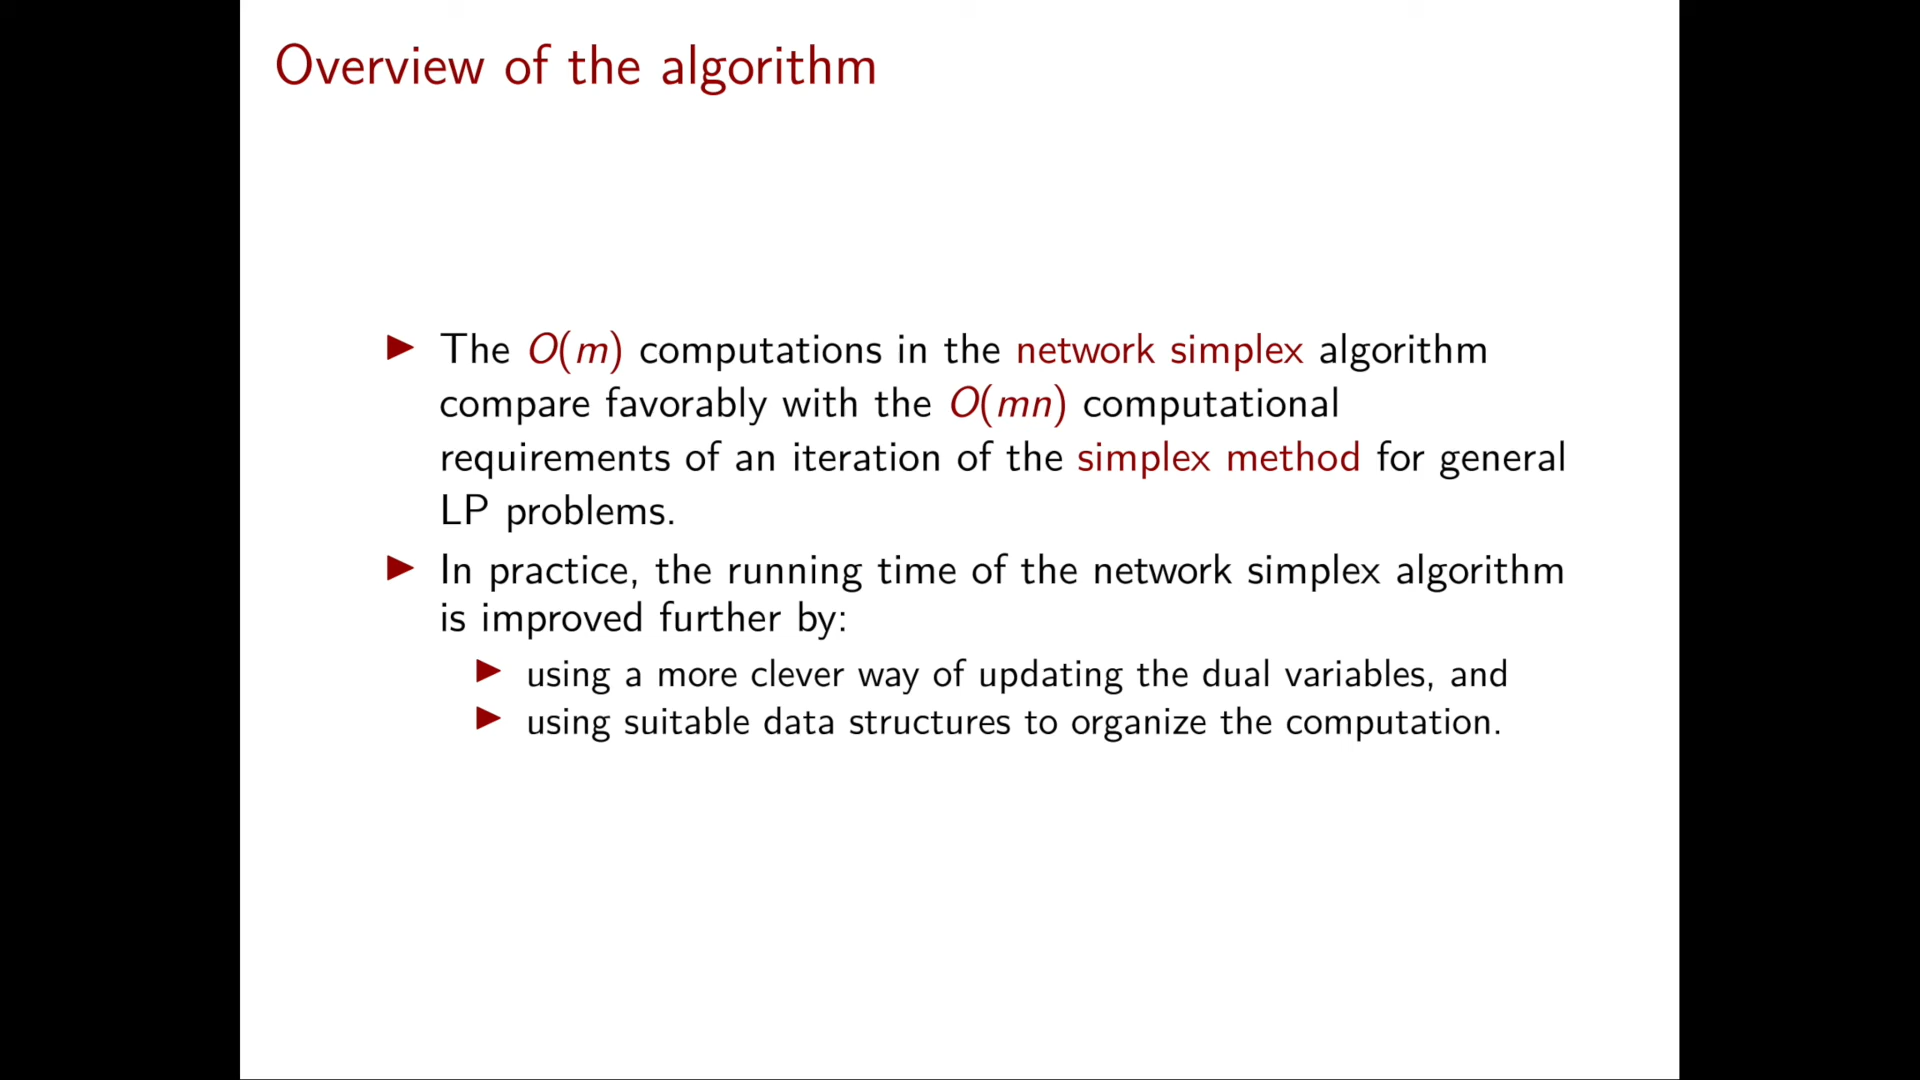 Overview of the algorithm
▶ The O(m) computations in the network simplex algorithm
compare favorably with the O(mn) computational
requirements of an iteration of the simplex method for general
LP problems.
▶ In practice, the running time of the network simplex algorithm
is improved further by:
▶ using a more clever way of updating the dual variables, and
▶ using suitable data structures to organize the computation.